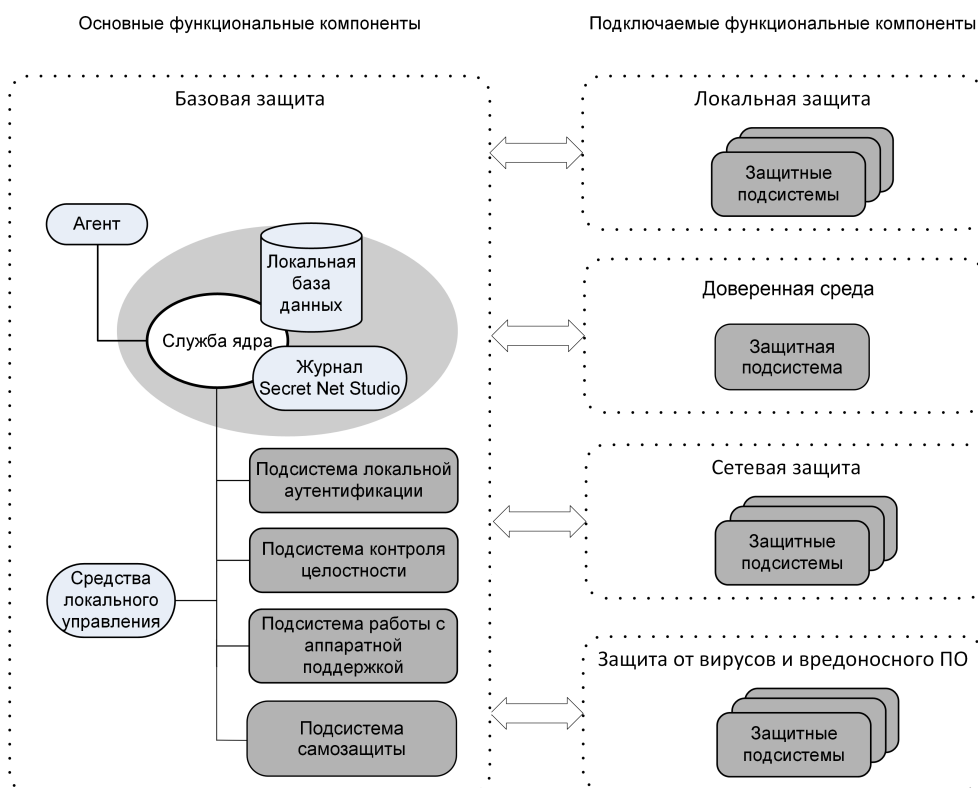 Основные функциональные компоненты
Базовая защита
Агент
Локальная
база
данных
Служба ядра
Журнал
Secret Net Studio
Подсистема локальной
аутентификации
Подсистема контроля
целостности
Средства
локального
управления
Подсистема работы с
аппаратной
поддержкой
Подсистема
самозащиты
Подключаемые функциональные компоненты
Локальная защита
Защитные
подсистемы
Доверенная среда
Защитная
подсистема
Сетевая защита
Защитные
подсистемы
Защита от вирусов и вредоносного ПО
Защитные
подсистемы